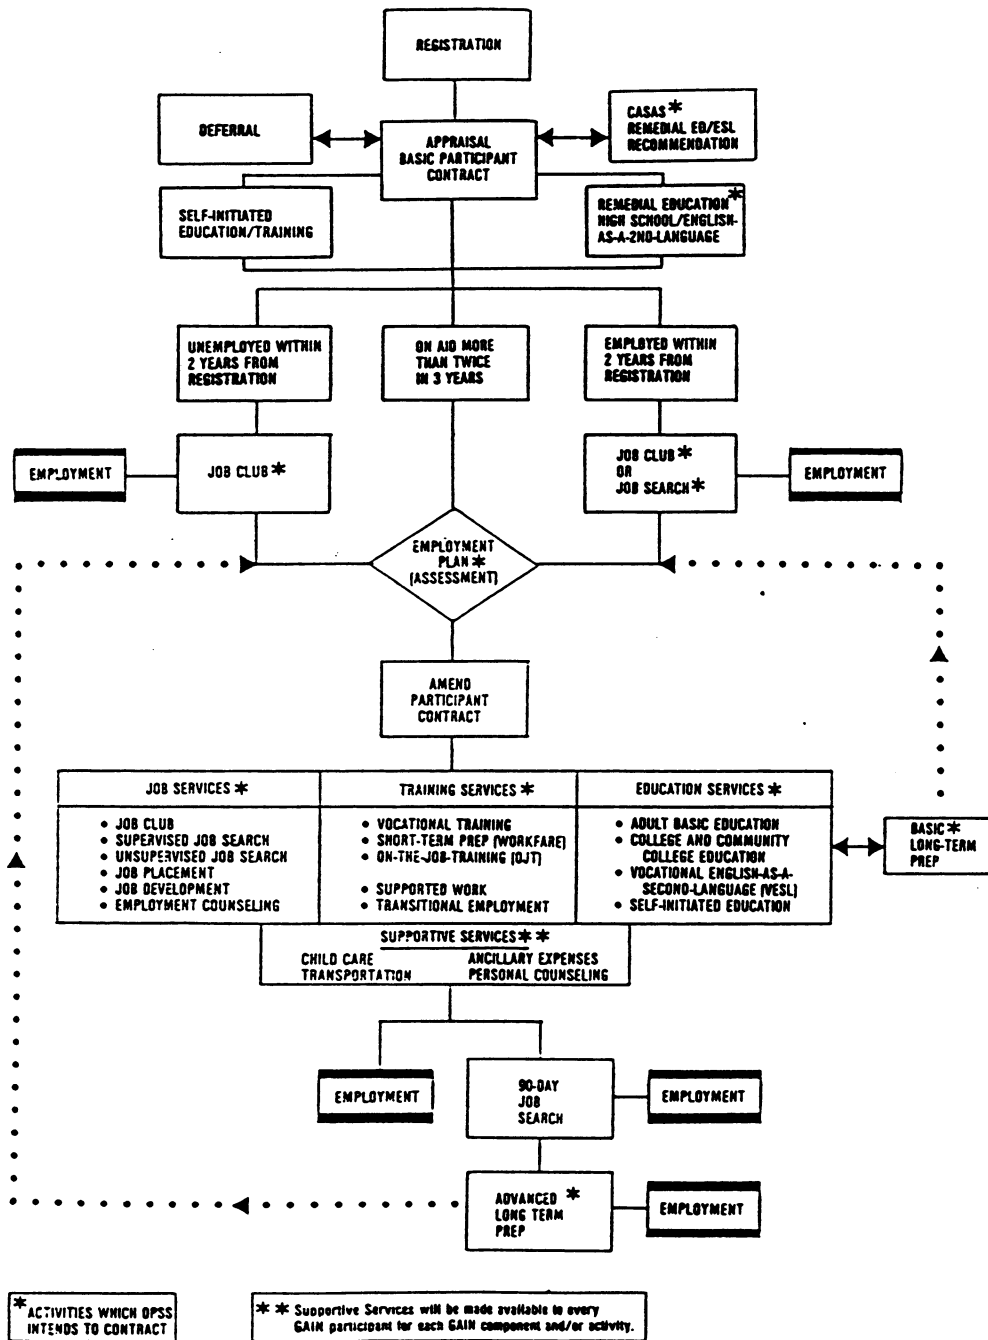 REGISTRATION
DEFERRAL
APPRAISAL
BASIC PARTICIPANT
CONTRACT
CASAS *
REMEDIAL ED/ESL
RECOMMENDATION
SELF-INITIATED
EDUCATION/TRAINING
REMEDIAL EDUCATION *
HIGH SCHOOL/ENGLISH-
AS-A-2ND-LANGUAGE
UNEMPLOYED WITHIN
2 YEARS FROM
REGISTRATION
ON AID MORE
THAN TWICE
IN 3 YEARS
EMPLOYED WITHIN
2 YEARS FROM
REGISTRATION
EMPLOYMENT
JOB CLUB *
JOB CLUB *
OR
JOB SEARCH *
EMPLOYMENT
EMPLOYMENT
PLAN *
(ASSESSMENT)
AMEND
PARTICIPANT
CONTRACT
JOB SERVICES *
• JOB CLUB
• SUPERVISED JOB SEARCH
• UNSUPERVISED JOB SEARCH
• JOB PLACEMENT
• JOB DEVELOPMENT
• EMPLOYMENT COUNSELING
TRAINING SERVICES *
• VOCATIONAL TRAINING
• SHORT-TERM PREP (WORKFARE)
• ON-THE-JOB-TRAINING (OJT)
• SUPPORTED WORK
• TRANSITIONAL EMPLOYMENT
EDUCATION SERVICES *
• ADULT BASIC EDUCATION
• COLLEGE AND COMMUNITY
COLLEGE EDUCATION
• VOCATIONAL ENGLISH-AS-A-
SECOND-LANGUAGE (VESL)
• SELF-INITIATED EDUCATION
BASIC *
LONG-TERM
PREP
SUPPORTIVE SERVICES * *
CHILD CARE
TRANSPORTATION
ANCILLARY EXPENSES
PERSONAL COUNSELING
EMPLOYMENT
90-DAY
JOB
SEARCH
EMPLOYMENT
ADVANCED *
LONG TERM
PREP
EMPLOYMENT
* ACTIVITIES WHICH DPSS
INTENDS TO CONTRACT
* * Supportive Services will be made available to every
GAIN participant for each GAIN component and/or activity.